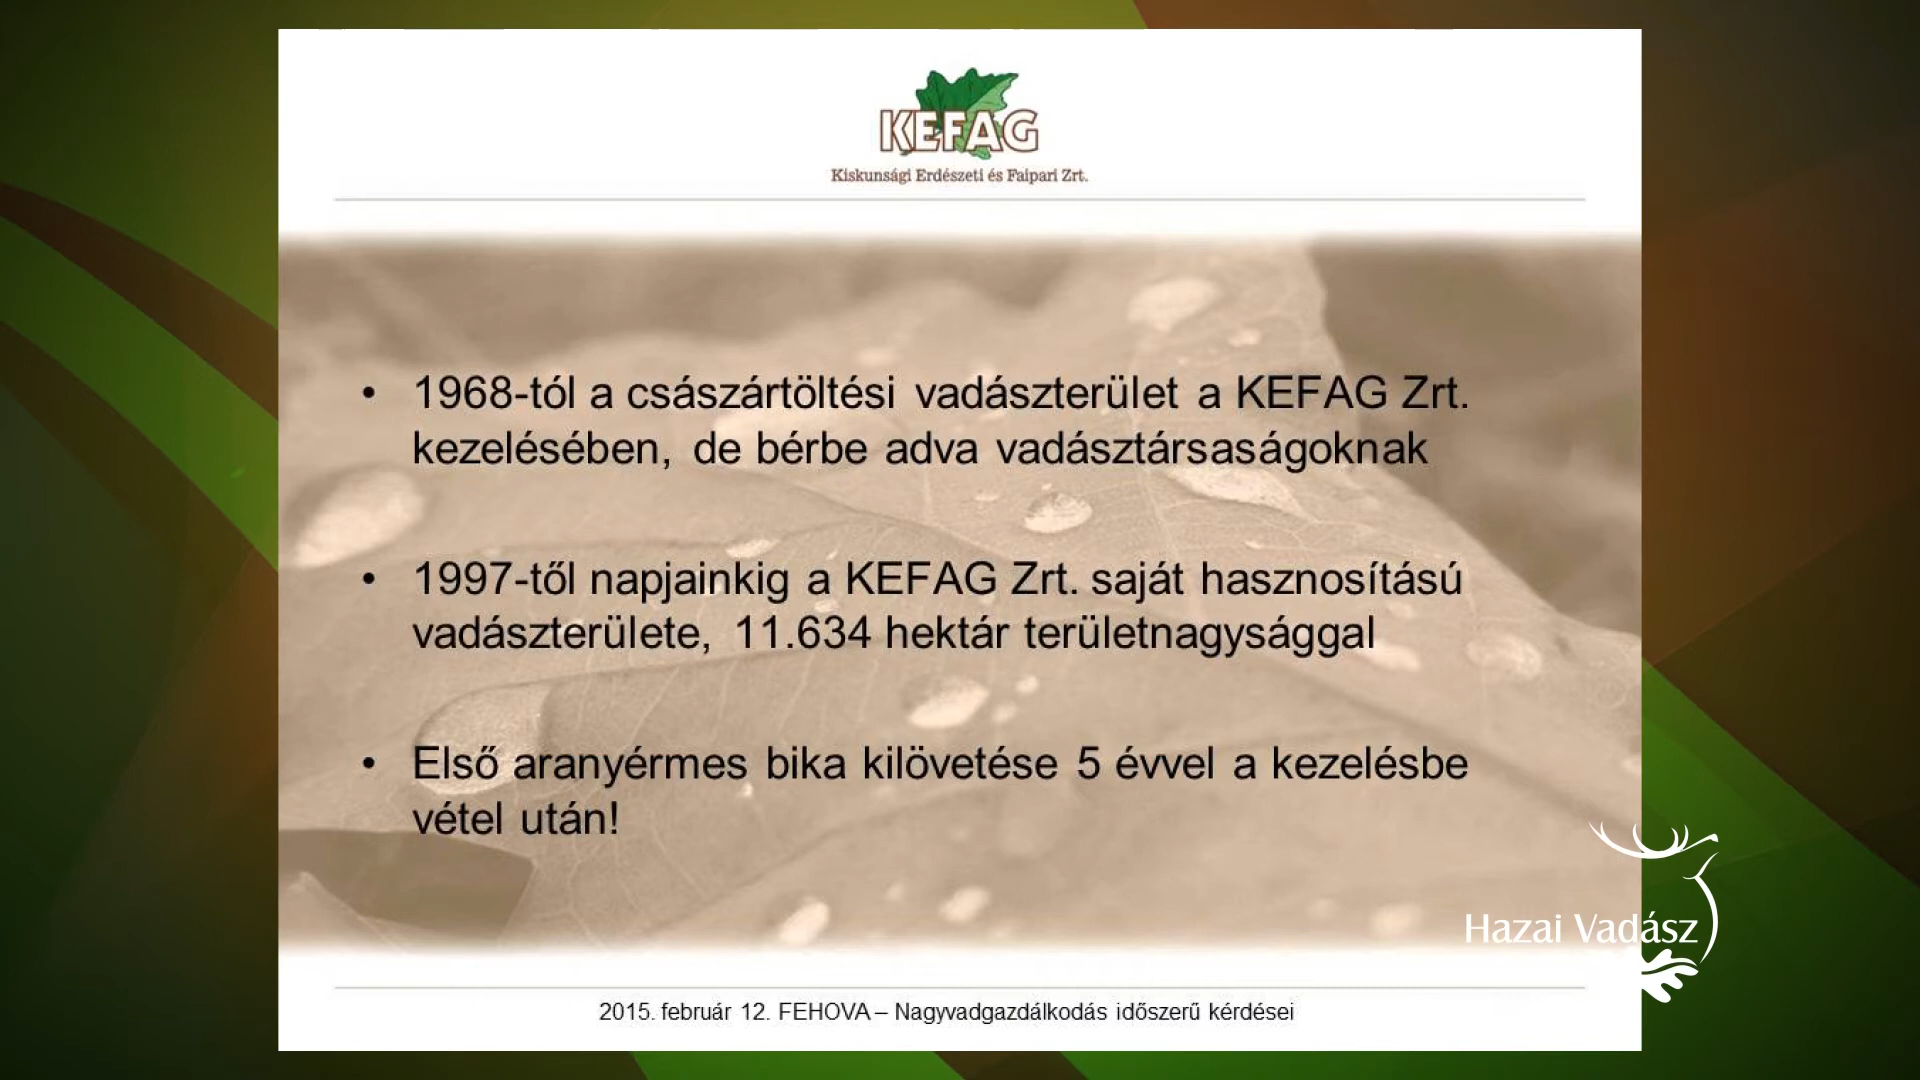 KEFAG
Kiskunsági Erdészeti és Faipari Zrt.
• 1968-tól a császártöltési vadászterület a KEFAG Zrt.
kezelésében, de bérbe adva vadásztársaságoknak
• 1997-től napjainkig a KEFAG Zrt. saját hasznosítású
vadászterülete, 11.634 hektár területnagysággal
• Első aranyérmes bika kilövetése 5 évvel a kezelésbe
vétel után!
Hazai Vadász
2015. február 12. FEHOVA – Nagyvadgazdálkodás időszerű kérdései